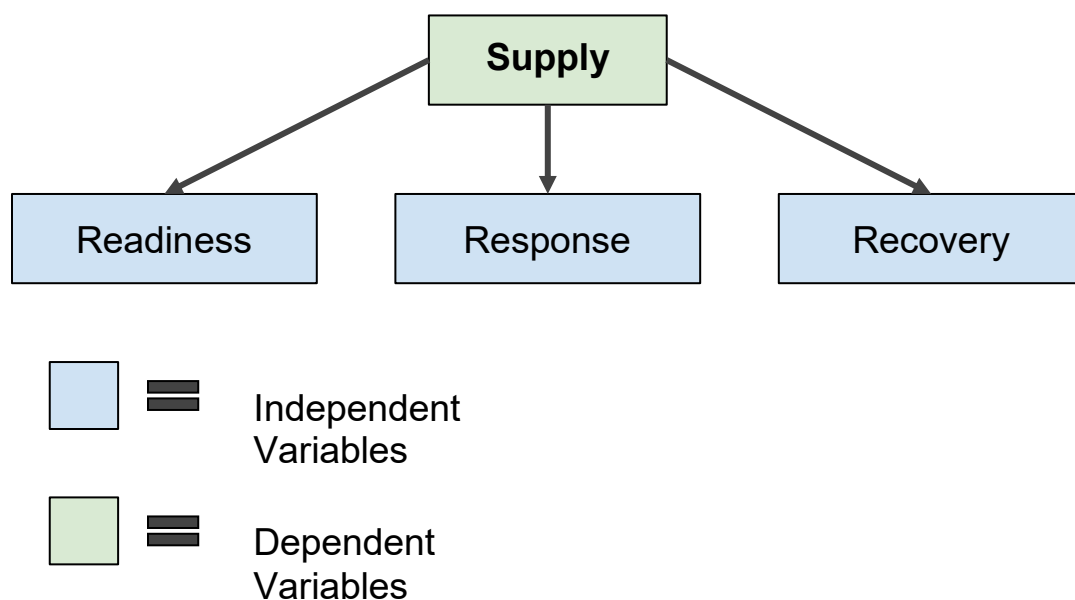 Supply
Readiness
Response
Recovery
Independent
Variables
Dependent
Variables